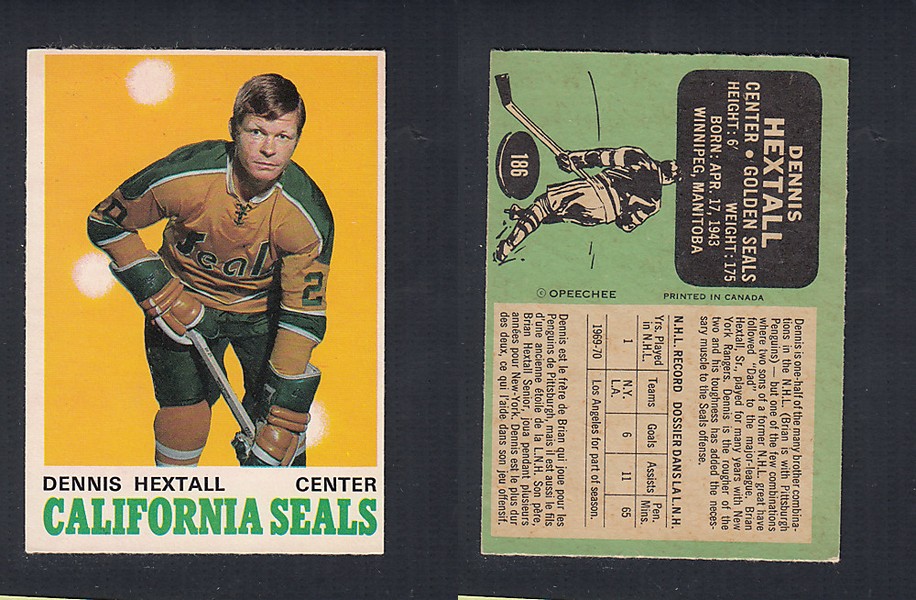 20
Seal
2
DENNIS HEXTALL CENTER
CALIFORNIA SEALS
186
DENNIS
HEXTALL
CENTER • GOLDEN SEALS
HEIGHT: 6' WEIGHT: 175
BORN: APR. 17, 1943
WINNIPEG, MANITOBA
© OPEECHEE PRINTED IN CANADA
Dennis is one-half of the many brother combina-
tions in the N.H.L. (Brian is with Pittsburgh
Penguins) — but one of the few combinations
where two sons of a former N.H.L. great have
followed "Dad" to the major-league. Brian
Hextall, Sr., played for many years with New
York Rangers. Dennis is the rougher of the
two and his toughness has added the neces-
sary muscle to the Seals offense.
N.H.L. RECORD DOSSIER DANS LA L.N.H.
Yrs. Played in N.H.L. Teams Goals Assists Pen. Mins.
1 N.Y. L.A. 6 11 65
1969-70 Los Angeles for part of season.
Dennis est le frère de Brian qui joue pour les
Penguins de Pittsburgh, mais il est aussi le fils
d'une ancienne étoile de la L.N.H. Son père,
Brian Hextall Senior, joua pendant plusieurs
années pour New-York. Dennis est le plus dur
des deux, ce qui l'aide dans son jeu offensif.